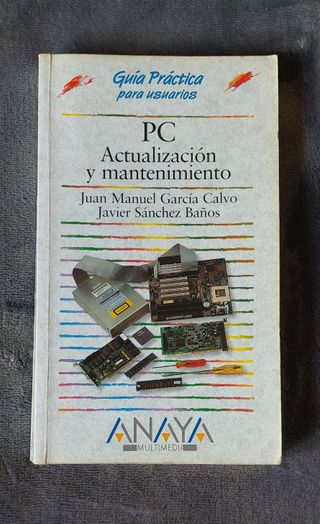 Guía Práctica
para usuarios
PC
Actualización
y mantenimiento
Juan Manuel García Calvo
Javier Sánchez Baños
ANAYA
MULTIMEDIA